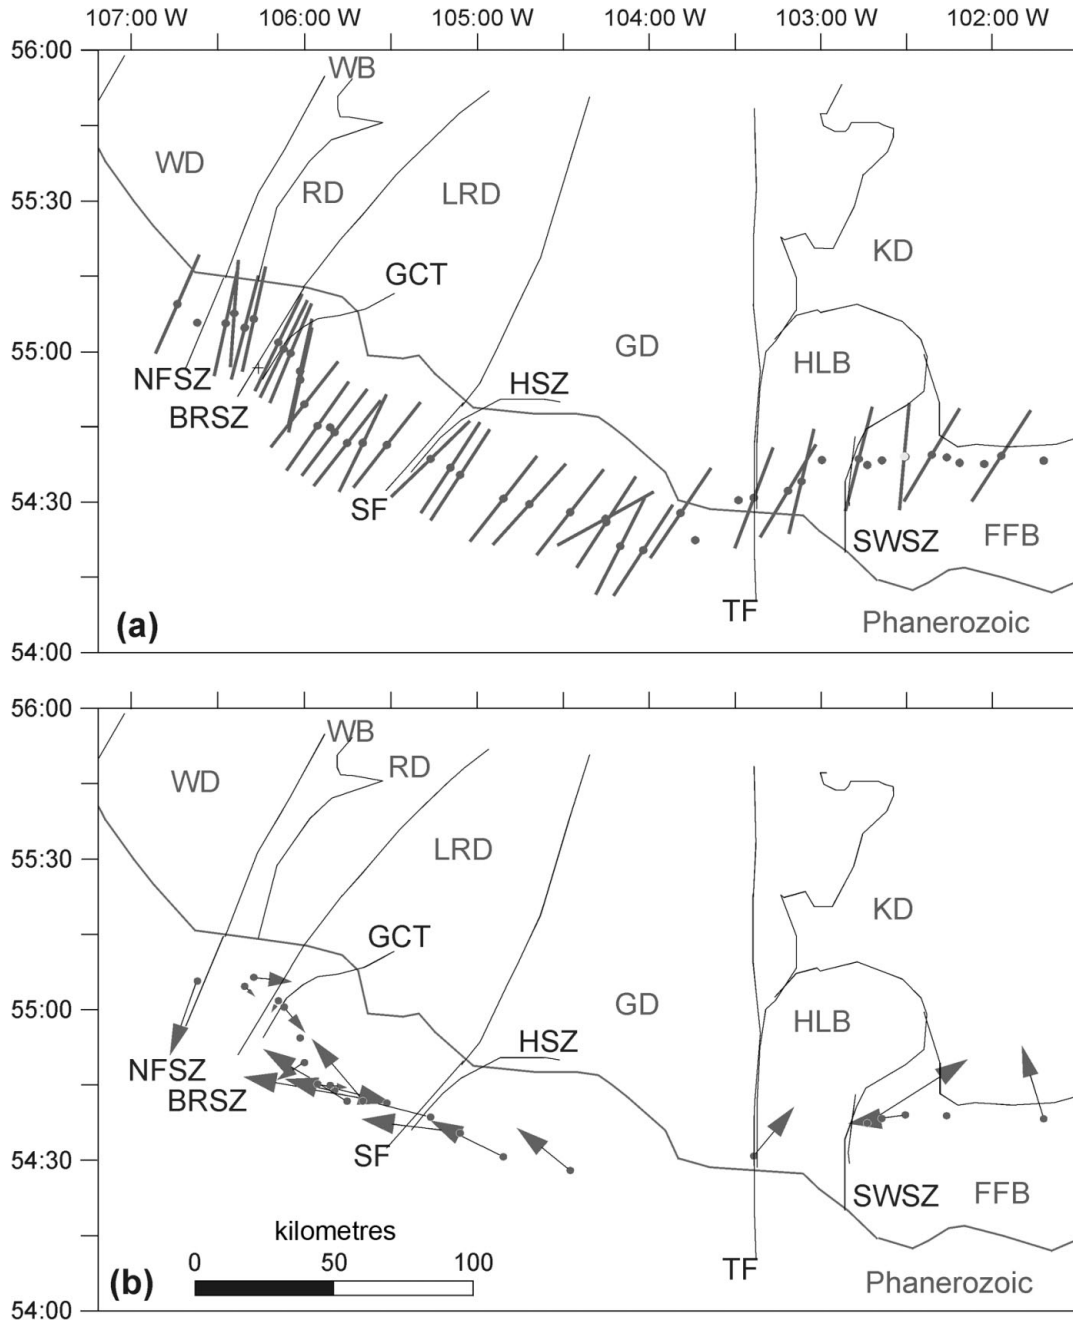 107:00 W 106:00 W 105:00 W 104:00 W 103:00 W 102:00 W
56:00
WB
WD
55:30
RD
LRD
KD
GCT
55:00
GD
HLB
NFSZ
HSZ
BRSZ
54:30
SF
SWSZ
FFB
TF
(a)
Phanerozoic
54:00
56:00
WB
RD
WD
55:30
LRD
KD
GCT
55:00
GD
HLB
HSZ
NFSZ
BRSZ
54:30
SF
SWSZ
FFB
kilometres
0 50 100
TF
(b)
Phanerozoic
54:00